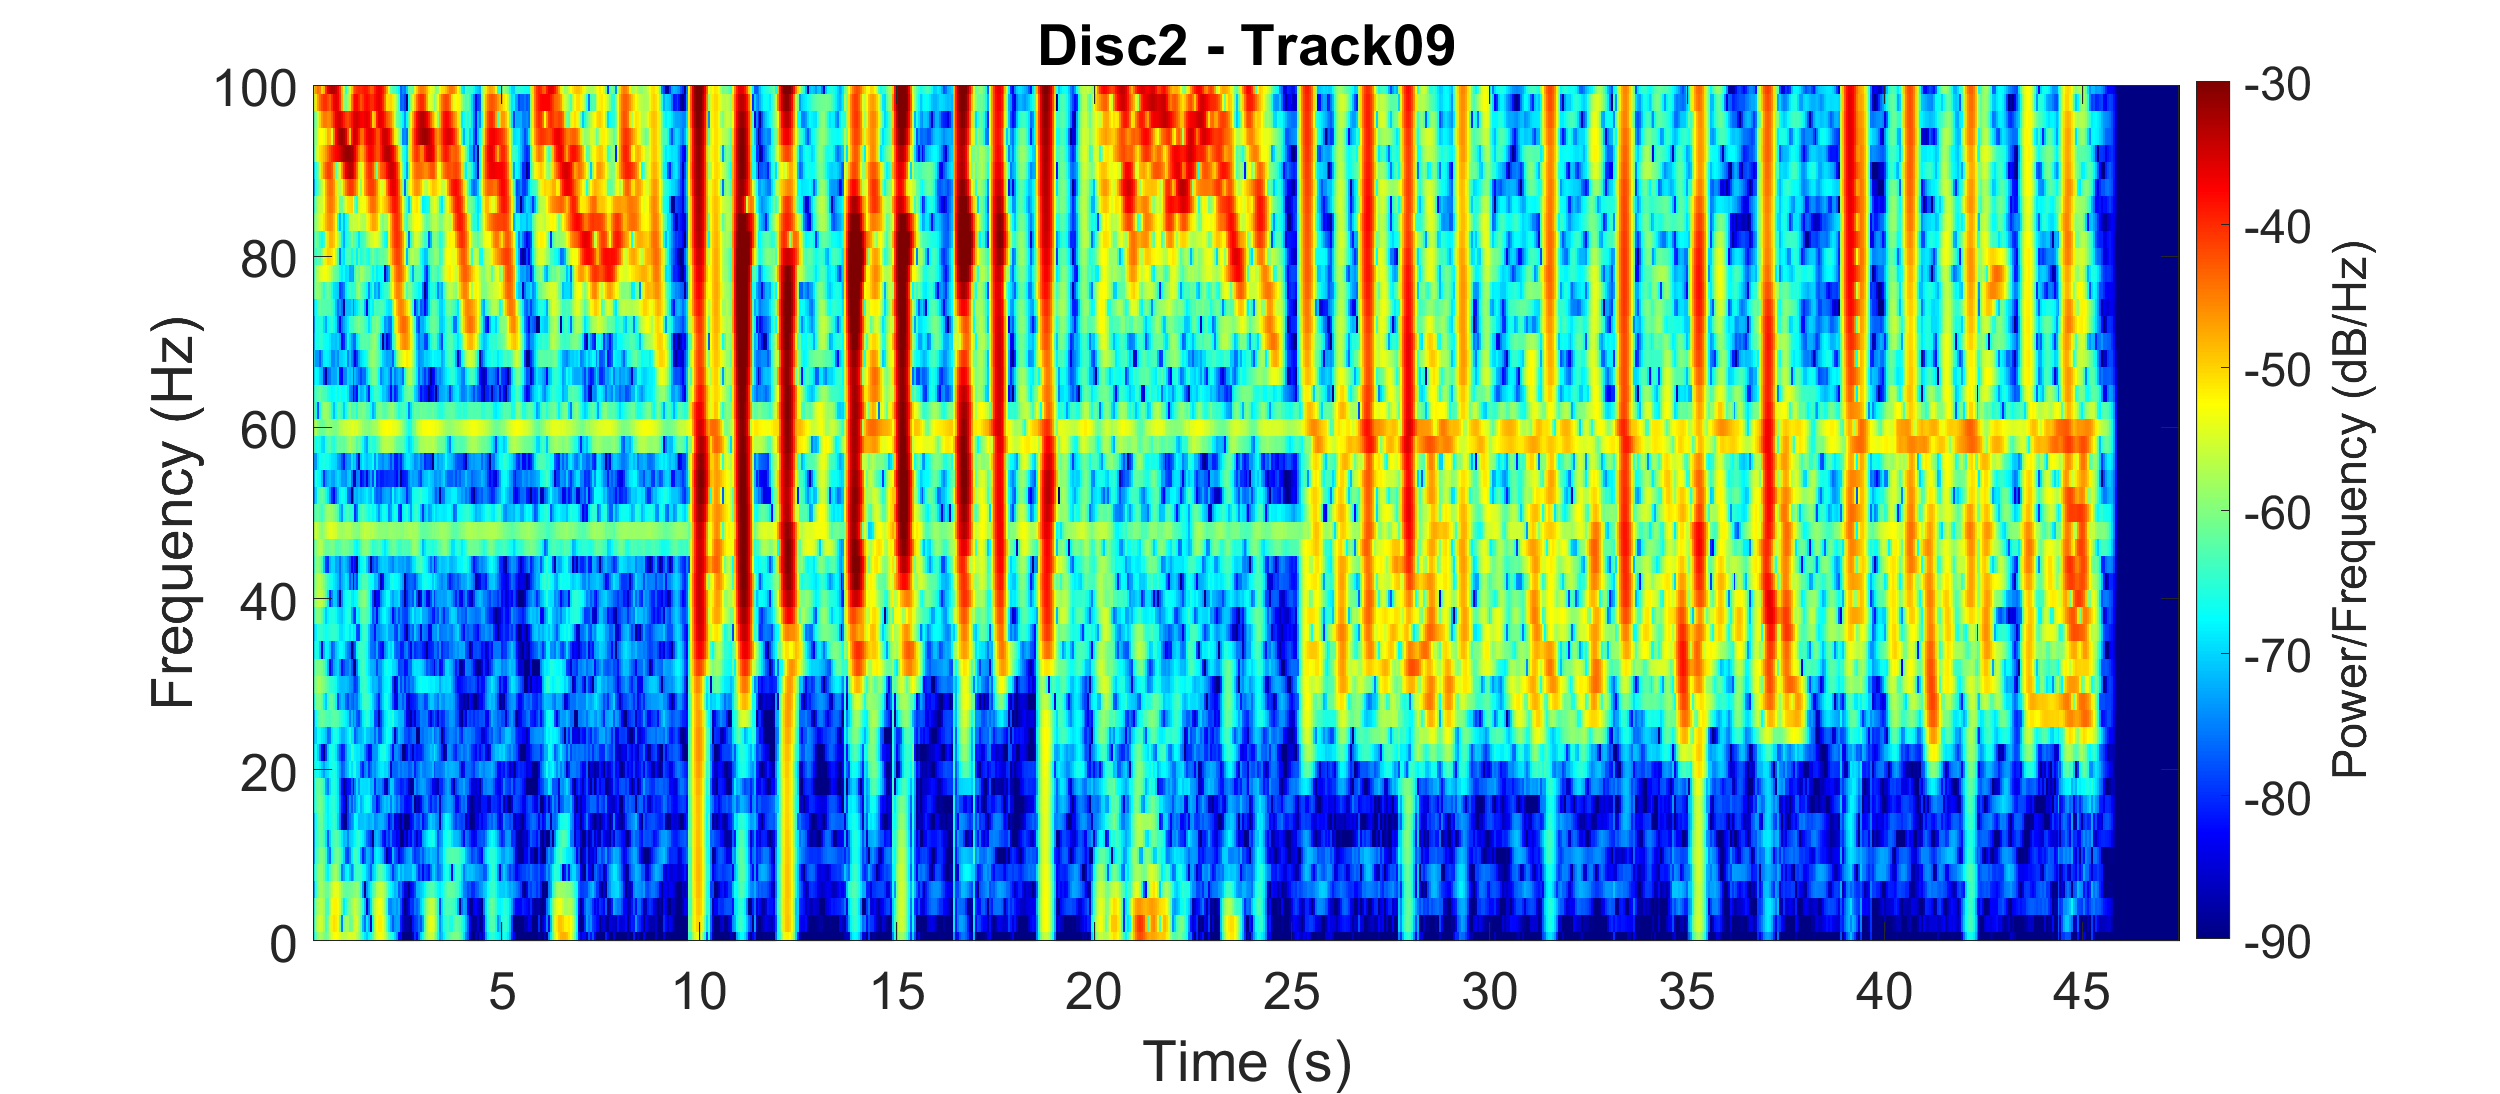 Disc2 - Track09
100
80
60
40
20
0
Frequency (Hz)
5 10 15 20 25 30 35 40 45
Time (s)
-30
-40
-50
-60
-70
-80
-90
Power/Frequency (dB/Hz)